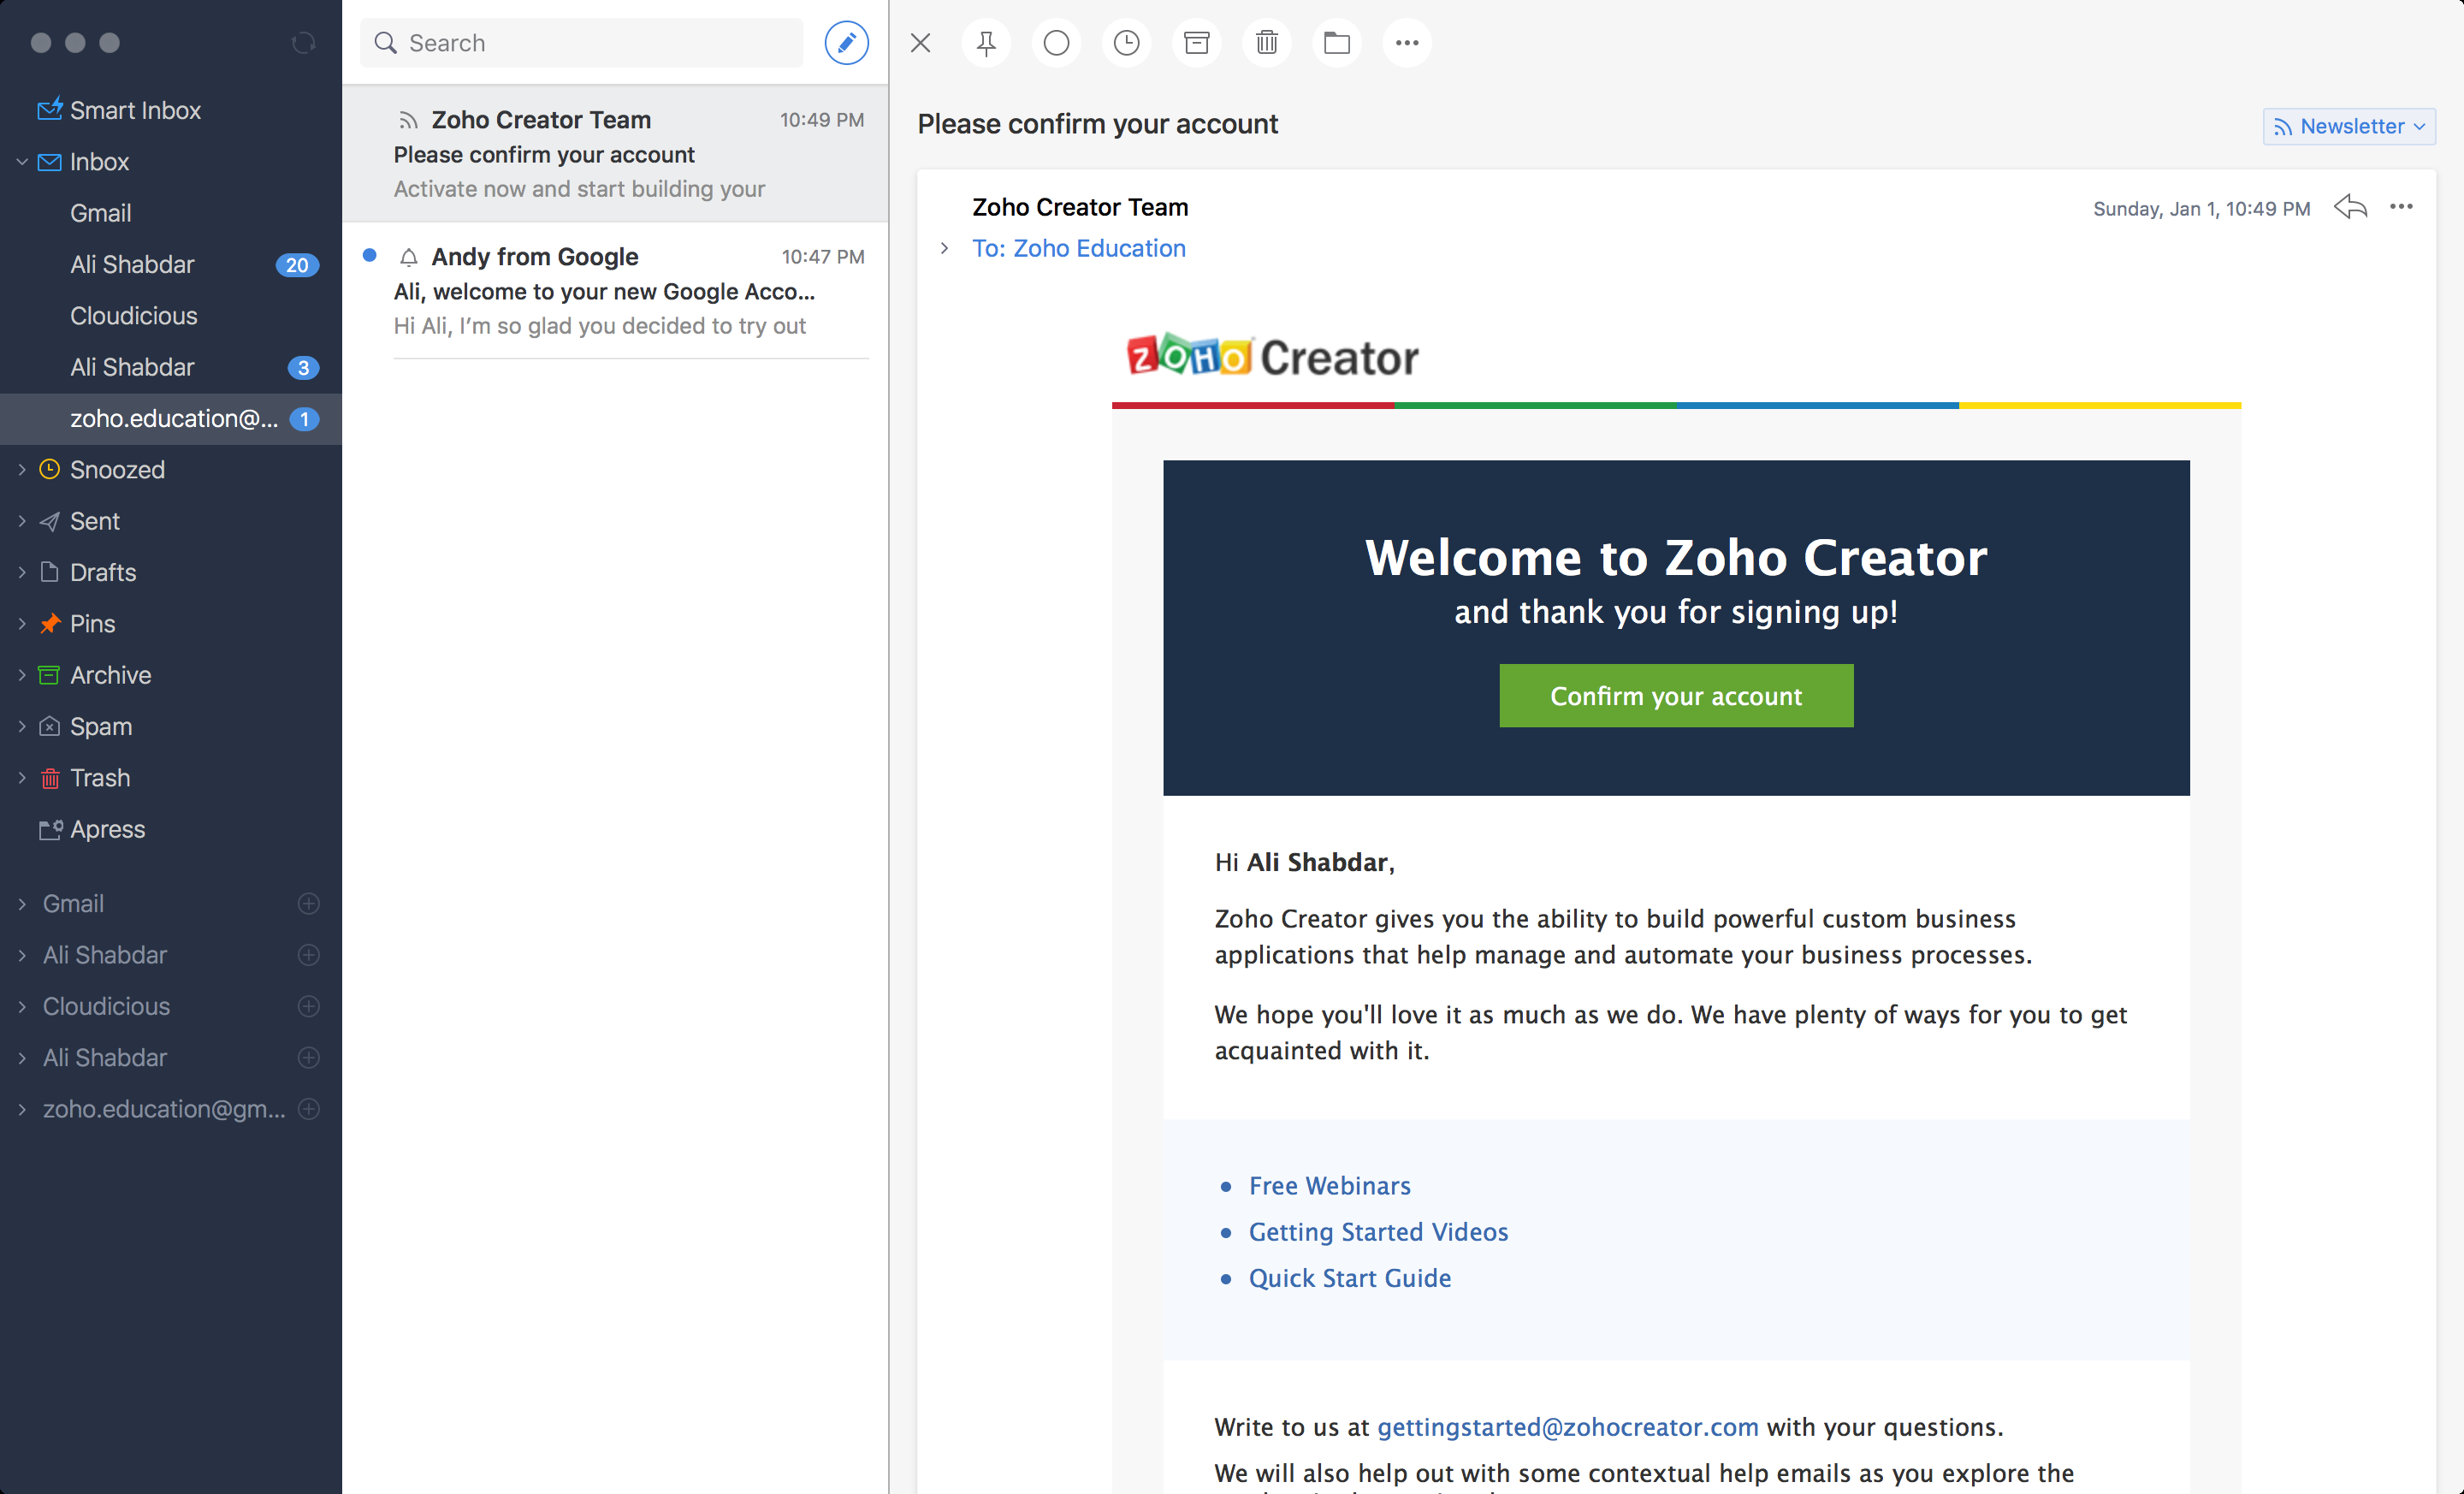 Smart Inbox
Inbox
Gmail
Ali Shabdar 20
Cloudicious
Ali Shabdar 3
zoho.education@... 1
Snoozed
Sent
Drafts
Pins
Archive
Spam
Trash
Apress
Gmail
Ali Shabdar
Cloudicious
Ali Shabdar
zoho.education@gm...
Search
Zoho Creator Team 10:49 PM
Please confirm your account
Activate now and start building your
Andy from Google 10:47 PM
Ali, welcome to your new Google Acco...
Hi Ali, I’m so glad you decided to try out
Please confirm your account
Newsletter
Zoho Creator Team
Sunday, Jan 1, 10:49 PM
To: Zoho Education
ZOHO Creator
Welcome to Zoho Creator
and thank you for signing up!
Confirm your account
Hi Ali Shabdar,
Zoho Creator gives you the ability to build powerful custom business
applications that help manage and automate your business processes.
We hope you'll love it as much as we do. We have plenty of ways for you to get
acquainted with it.
• Free Webinars
• Getting Started Videos
• Quick Start Guide
Write to us at gettingstarted@zohocreator.com with your questions.
We will also help out with some contextual help emails as you explore the